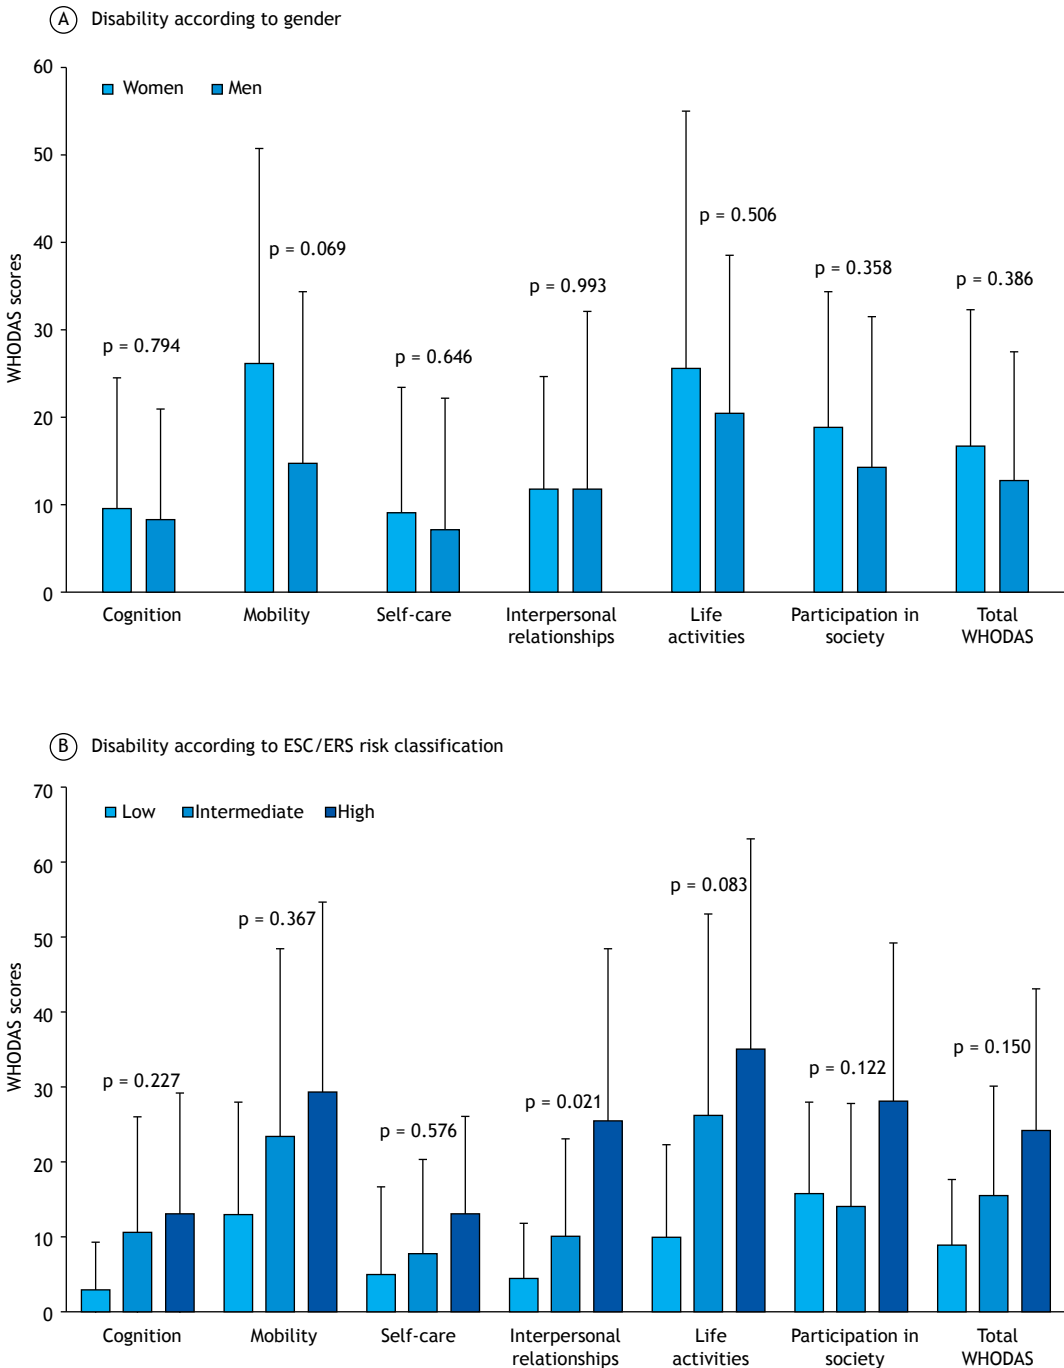 A Disability according to gender
60
50
40
30
20
10
0
WHODAS scores
Women Men
p = 0.794
p = 0.069
p = 0.646
p = 0.993
p = 0.506
p = 0.358
p = 0.386
Cognition
Mobility
Self-care
Interpersonal
relationships
Life
activities
Participation in
society
Total
WHODAS
B Disability according to ESC/ERS risk classification
70
60
50
40
30
20
10
0
WHODAS scores
Low Intermediate High
p = 0.227
p = 0.367
p = 0.576
p = 0.021
p = 0.083
p = 0.122
p = 0.150
Cognition
Mobility
Self-care
Interpersonal
relationships
Life
activities
Participation in
society
Total
WHODAS